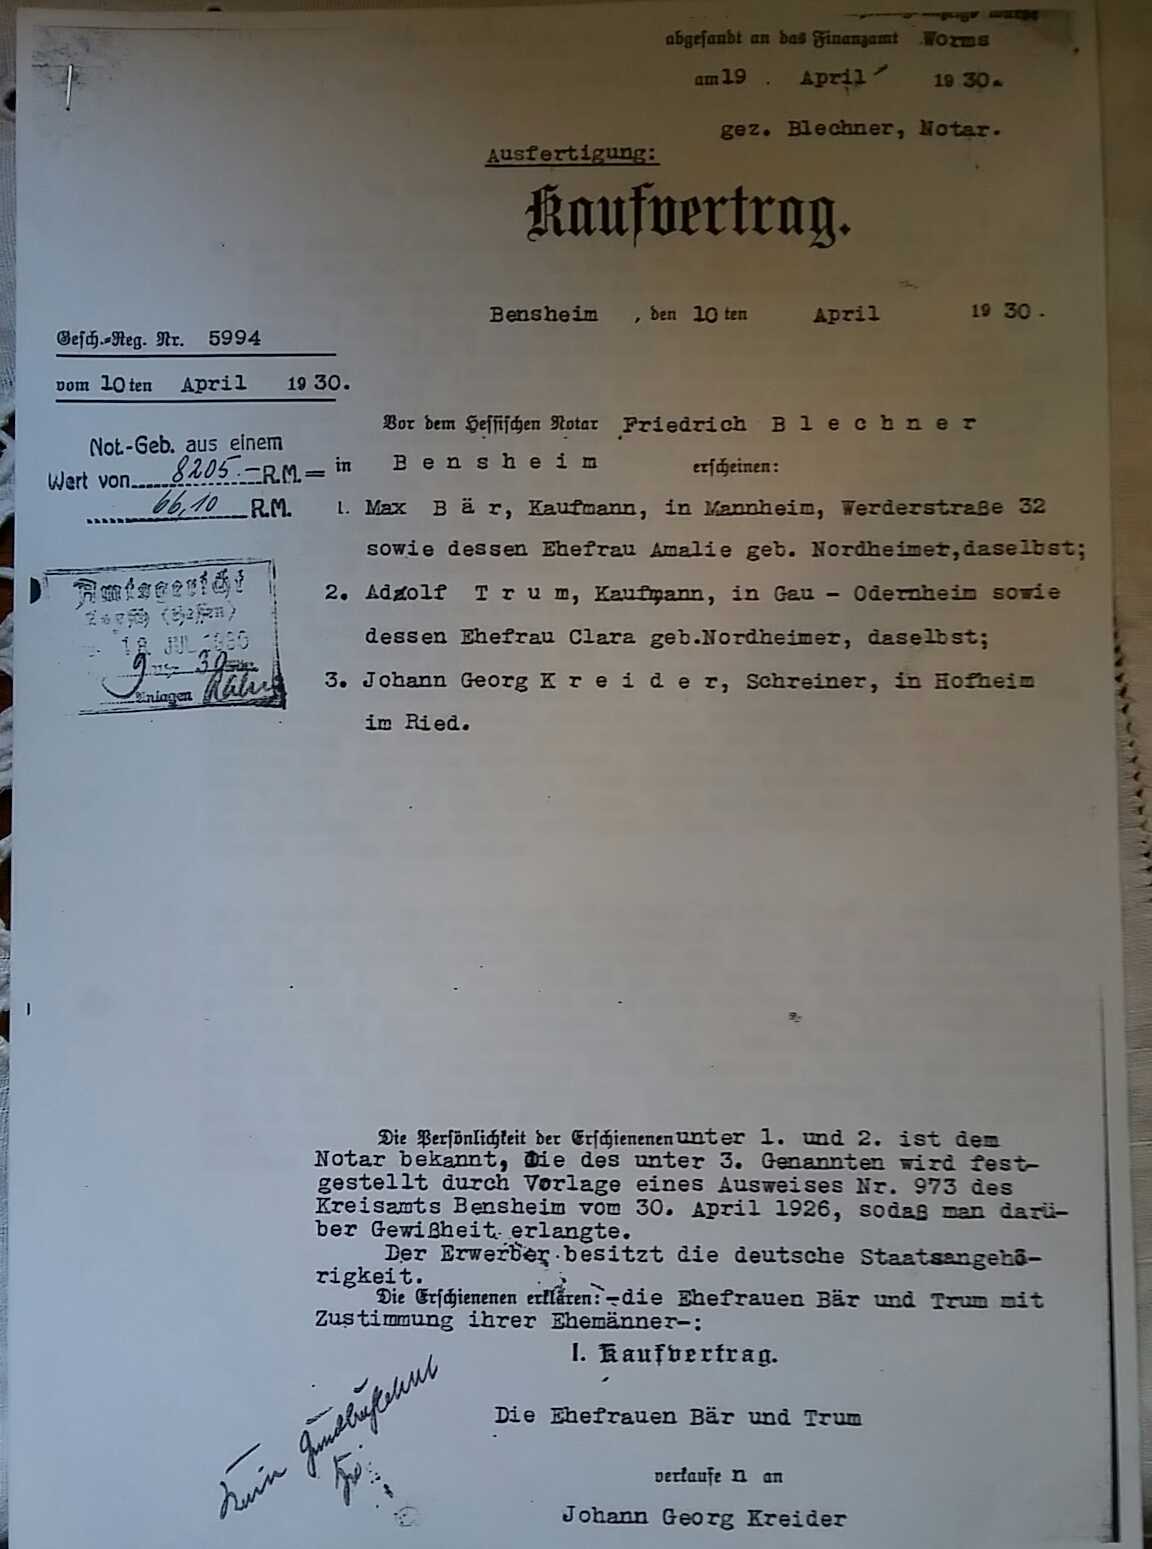 abgesandt an das Finanzamt Worms
am 19. April 1930.
gez. Blechner, Notar.
Ausfertigung:
Kaufvertrag.
Bensheim, den 10ten April 1930.
Gesch.-Reg. Nr. 5994
vom 10ten April 1930.
Not.-Geb. aus einem
Wert von 8205.— R.M.=
66,10 R.M.
Vor dem Hessischen Notar Friedrich Blechner
in Bensheim erscheinen:
1. Max Bär, Kaufmann, in Mannheim, Werderstraße 32
sowie dessen Ehefrau Amalie geb. Nordheimer,daselbst;
2. Adolf Trum, Kaufmann, in Gau - Odernheim sowie
dessen Ehefrau Clara geb.Nordheimer, daselbst;
3. Johann Georg Kreider, Schreiner, in Hofheim
im Ried.
Amtsgericht
(Hessen)
JUL 1930
9 30
Anlagen
Die Persönlichkeit der Erschienenen unter 1. und 2. ist dem
Notar bekannt, die des unter 3. Genannten wird fest-
gestellt durch Vorlage eines Ausweises Nr. 973 des
Kreisamts Bensheim vom 30. April 1926, sodaß man darü-
ber Gewißheit erlangte.
Der Erwerber besitzt die deutsche Staatsangehö-
rigkeit.
Die Erschienenen erklären:-die Ehefrauen Bär und Trum mit
Zustimmung ihrer Ehemänner-:
I. Kaufvertrag.
Die Ehefrauen Bär und Trum
verkaufen an
Johann Georg Kreider
Kein